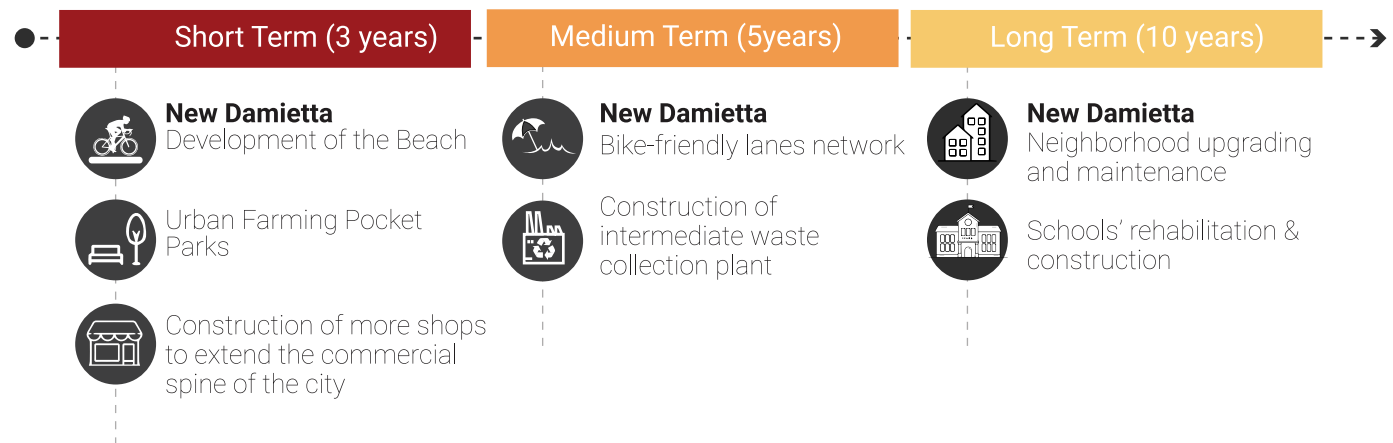 Short Term (3 years)
New Damietta
Development of the Beach
Urban Farming Pocket
Parks
Construction of more shops
to extend the commercial
spine of the city
Medium Term (5years)
New Damietta
Bike-friendly lanes network
Construction of
intermediate waste
collection plant
Long Term (10 years)
New Damietta
Neighborhood upgrading
and maintenance
Schools’ rehabilitation &
construction